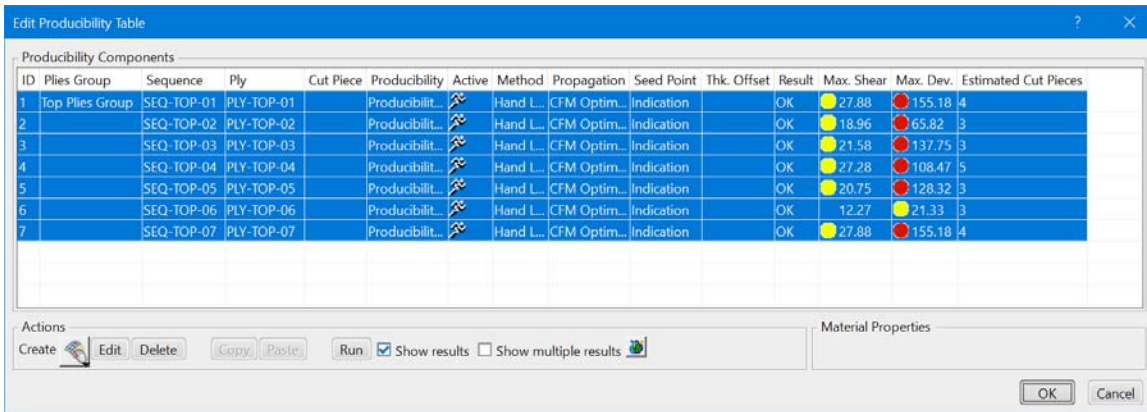 Edit Producibility Table
Producibility Components
ID Plies Group Sequence Ply Cut Piece Producibility Active Method Propagation Seed Point Thk. Offset Result Max. Shear Max. Dev. Estimated Cut Pieces
1 Top Plies Group SEQ-TOP-01 PLY-TOP-01 Producibilit... Hand L... CFM Optim... Indication OK 27.88 155.18 4
2 SEQ-TOP-02 PLY-TOP-02 Producibilit... Hand L... CFM Optim... Indication OK 18.96 65.82 3
3 SEQ-TOP-03 PLY-TOP-03 Producibilit... Hand L... CFM Optim... Indication OK 21.58 137.75 3
4 SEQ-TOP-04 PLY-TOP-04 Producibilit... Hand L... CFM Optim... Indication OK 27.28 108.47 5
5 SEQ-TOP-05 PLY-TOP-05 Producibilit... Hand L... CFM Optim... Indication OK 20.75 128.32 3
6 SEQ-TOP-06 PLY-TOP-06 Producibilit... Hand L... CFM Optim... Indication OK 12.27 21.33 3
7 SEQ-TOP-07 PLY-TOP-07 Producibilit... Hand L... CFM Optim... Indication OK 27.88 155.18 4
Actions
Create Edit Delete Copy Paste Run Show results Show multiple results
Material Properties
OK Cancel